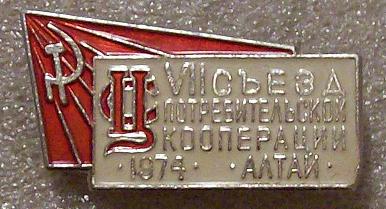 VII СЪЕЗД
ПОТРЕБИТЕЛЬСКОЙ
КООПЕРАЦИИ
·1974· АЛТАЙ·